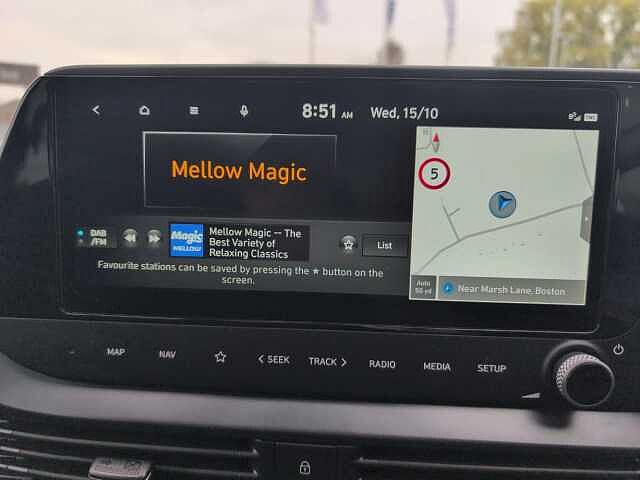 8:51 AM Wed, 15/10
Mellow Magic
5
DAB
/FM
Magic
MELLOW
Mellow Magic -- The
Best Variety of
Relaxing Classics
List
Favourite stations can be saved by pressing the ★ button on the
screen.
Auto
55 yd
Near Marsh Lane, Boston
MAP NAV SEEK TRACK RADIO MEDIA SETUP